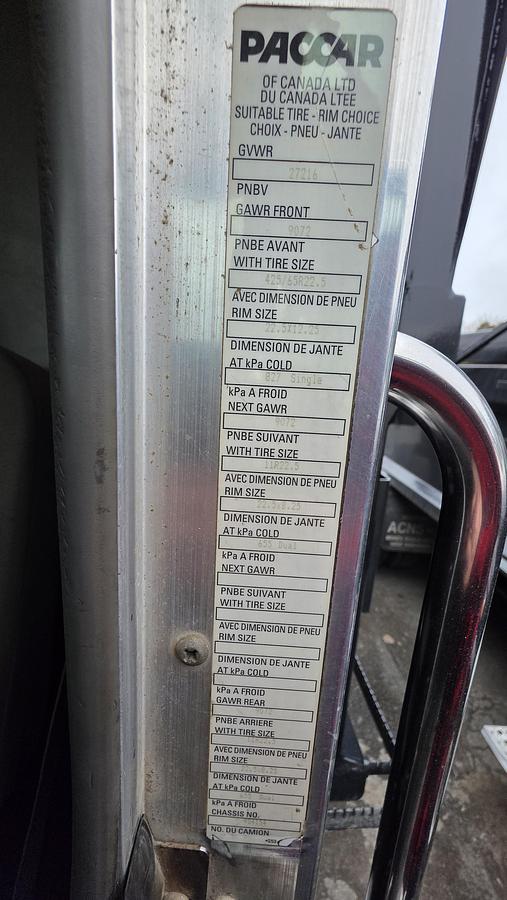 PACCAR
OF CANADA LTD
DU CANADA LTEE
SUITABLE TIRE - RIM CHOICE
CHOIX - PNEU - JANTE
GVWR
27216
PNBV
GAWR FRONT
9072
PNBE AVANT
WITH TIRE SIZE
425/65R22.5
AVEC DIMENSION DE PNEU
RIM SIZE
22.5X12.25
DIMENSION DE JANTE
AT kPa COLD
827 Single
kPa A FROID
NEXT GAWR
9072
PNBE SUIVANT
WITH TIRE SIZE
11R22.5
AVEC DIMENSION DE PNEU
RIM SIZE
22.5x8.25
DIMENSION DE JANTE
AT kPa COLD
655 Dual
kPa A FROID
NEXT GAWR
PNBE SUIVANT
WITH TIRE SIZE
AVEC DIMENSION DE PNEU
RIM SIZE
DIMENSION DE JANTE
AT kPa COLD
kPa A FROID
GAWR REAR
9072
PNBE ARRIERE
WITH TIRE SIZE
AVEC DIMENSION DE PNEU
RIM SIZE
DIMENSION DE JANTE
AT kPa COLD
kPa A FROID
CHASSIS NO.
NO. DU CAMION